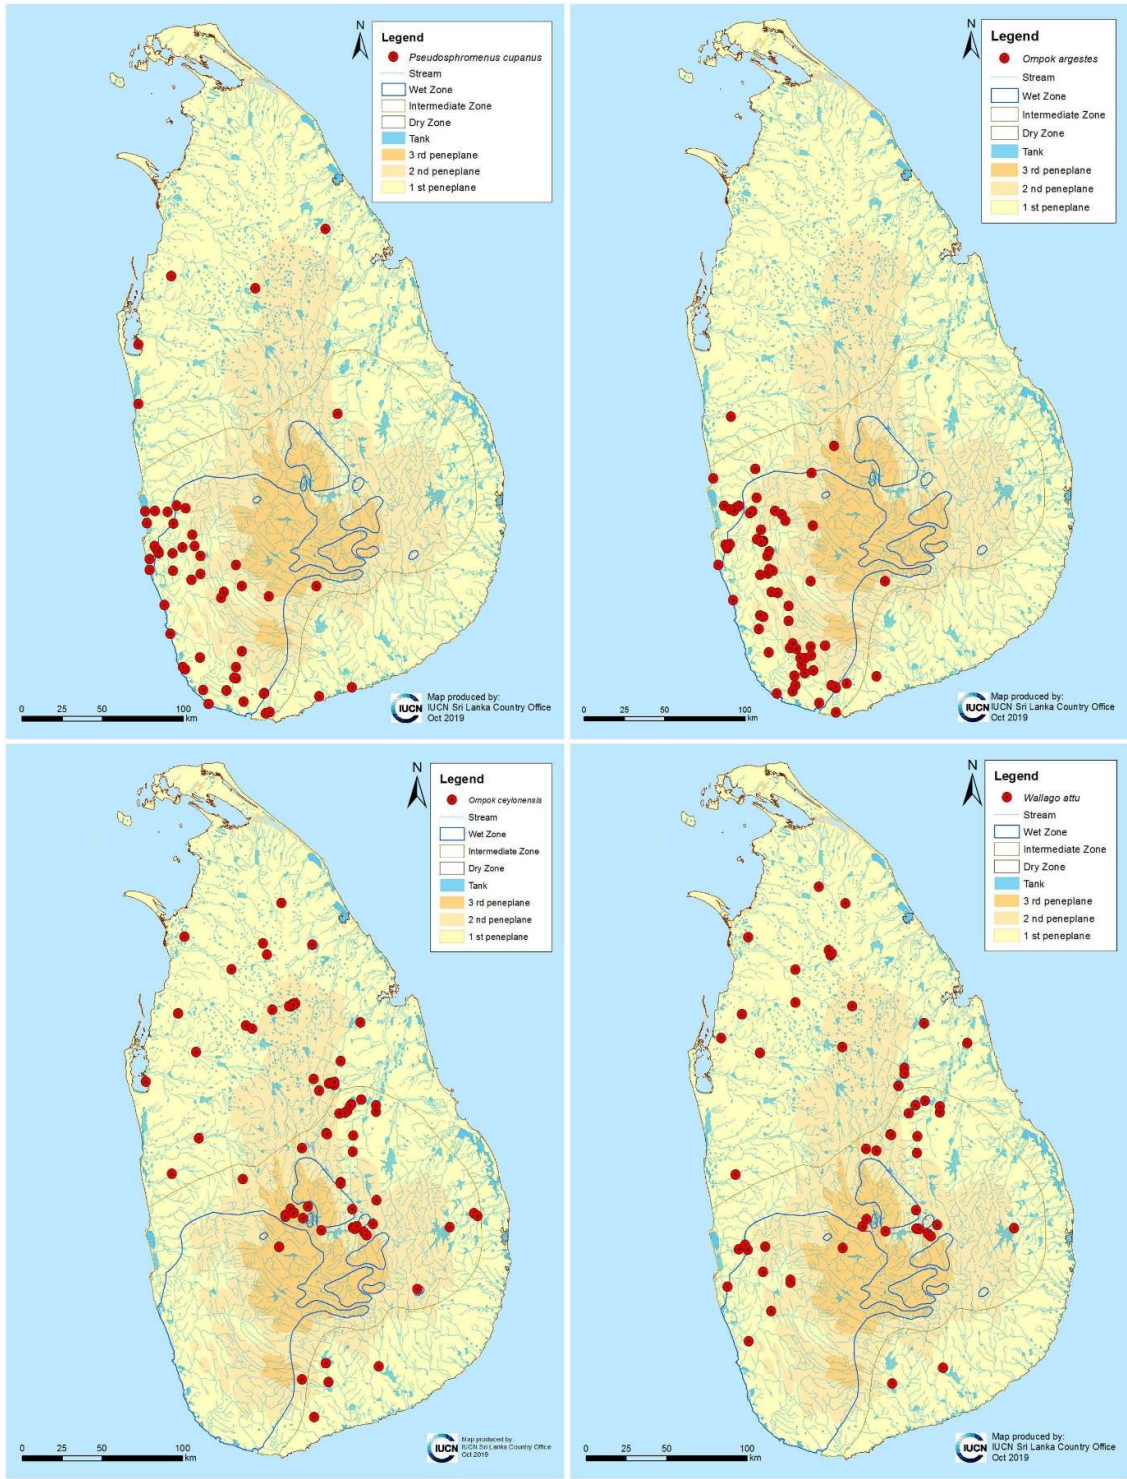 N
Legend
Pseudosphromenus cupanus
Stream
Wet Zone
Intermediate Zone
Dry Zone
Tank
3 rd peneplane
2 nd peneplane
1 st peneplane
0 25 50 100
km
IUCN
Map produced by:
IUCN Sri Lanka Country Office
Oct 2019
N
Legend
Ompok argestes
Stream
Wet Zone
Intermediate Zone
Dry Zone
Tank
3 rd peneplane
2 nd peneplane
1 st peneplane
0 25 50 100
km
IUCN
Map produced by:
IUCN Sri Lanka Country Office
Oct 2019
N
Legend
Ompok ceylonensis
Stream
Wet Zone
Intermediate Zone
Dry Zone
Tank
3 rd peneplane
2 nd peneplane
1 st peneplane
0 25 50 100
km
IUCN
Map produced by:
IUCN Sri Lanka Country Office
Oct 2019
N
Legend
Wallago attu
Stream
Wet Zone
Intermediate Zone
Dry Zone
Tank
3 rd peneplane
2 nd peneplane
1 st peneplane
0 25 50 100
km
IUCN
Map produced by:
IUCN Sri Lanka Country Office
Oct 2019